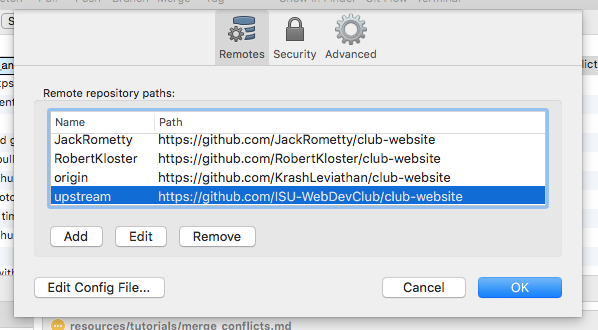 Remotes Security Advanced
Remote repository paths:
Name Path
JackRometty https://github.com/JackRometty/club-website
RobertKloster https://github.com/RobertKloster/club-website
origin https://github.com/KrashLeviathan/club-website
upstream https://github.com/ISU-WebDevClub/club-website
Add Edit Remove
Edit Config File... Cancel OK
resources/tutorials/merge_conflicts.md